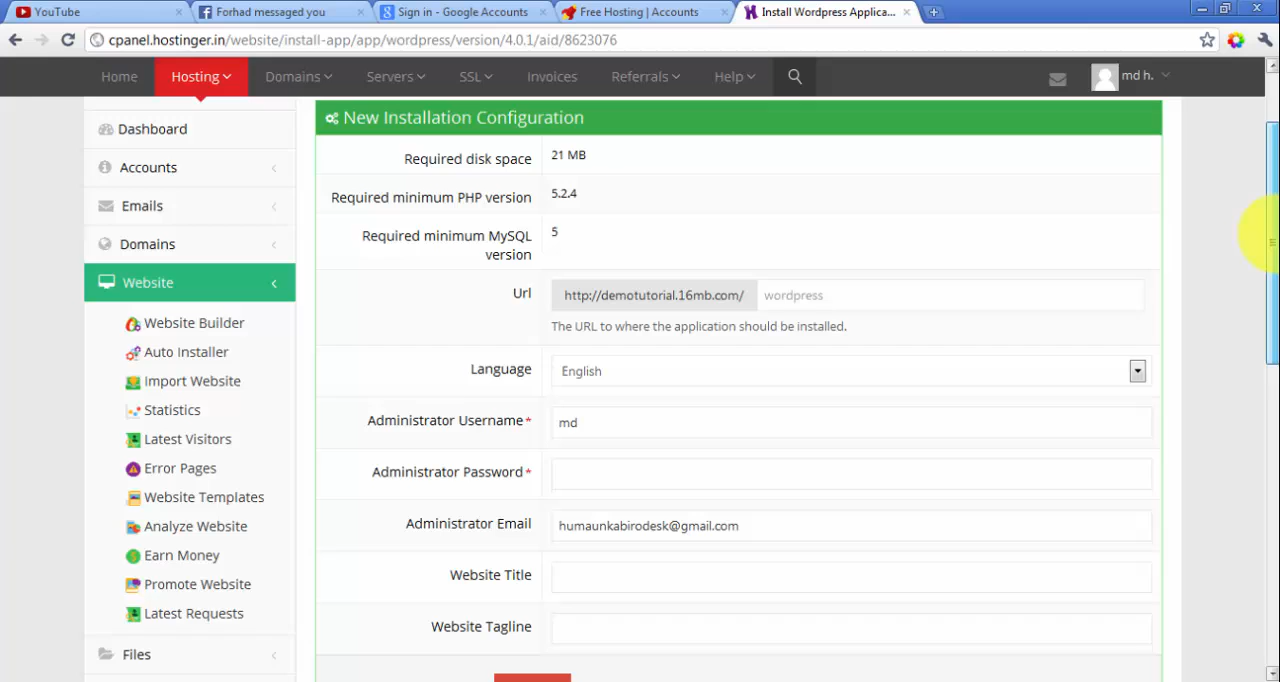 YouTube
Forhad messaged you
Sign in - Google Accounts
Free Hosting | Accounts
Install Wordpress Applica...
cpanel.hostinger.in/website/install-app/app/wordpress/version/4.0.1/aid/8623076
Home
Hosting
Domains
Servers
SSL
Invoices
Referrals
Help
md h.
Dashboard
Accounts
Emails
Domains
Website
Website Builder
Auto Installer
Import Website
Statistics
Latest Visitors
Error Pages
Website Templates
Analyze Website
Earn Money
Promote Website
Latest Requests
Files
New Installation Configuration
Required disk space
21 MB
Required minimum PHP version
5.2.4
Required minimum MySQL
version
5
Url
http://demotutorial.16mb.com/
wordpress
The URL to where the application should be installed.
Language
English
Administrator Username*
md
Administrator Password*
Administrator Email
humaunkabirodesk@gmail.com
Website Title
Website Tagline